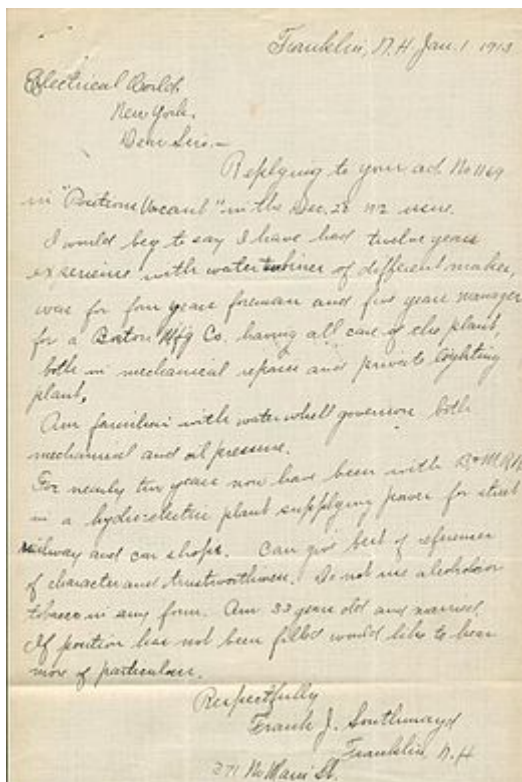 Franklin, N.H. Jan. 1 1913
Electrical World,
New York.
Dear Sirs.—
Replying to your ad. No 1169
in "Positions Vacant" in the Dec. 28 '12 issue.
I would beg to say I have had twelve years
experience with water turbines of different makes,
was for four years foreman and five years manager
for a Boston Mfg Co. having all care of the plant,
both in mechanical repairs and private lighting
plant.
Am familiar with waterwheel governors both
mechanical and oil pressure.
For nearly two years now have been with B.&M.R.R.
in a hydro-electric plant supplying power for street
railway and car shops. Can give best of references
of character and trustworthiness. Do not use alcohol or
tobacco in any form. Am 33 years old and married.
If position has not been filled would like to hear
more of particulars.
Respectfully
Frank J. Southmayd
Franklin, N.H
371 No Main St.